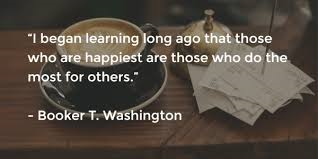 “I began learning long ago that those
who are happiest are those who do the
most for others.”
- Booker T. Washington